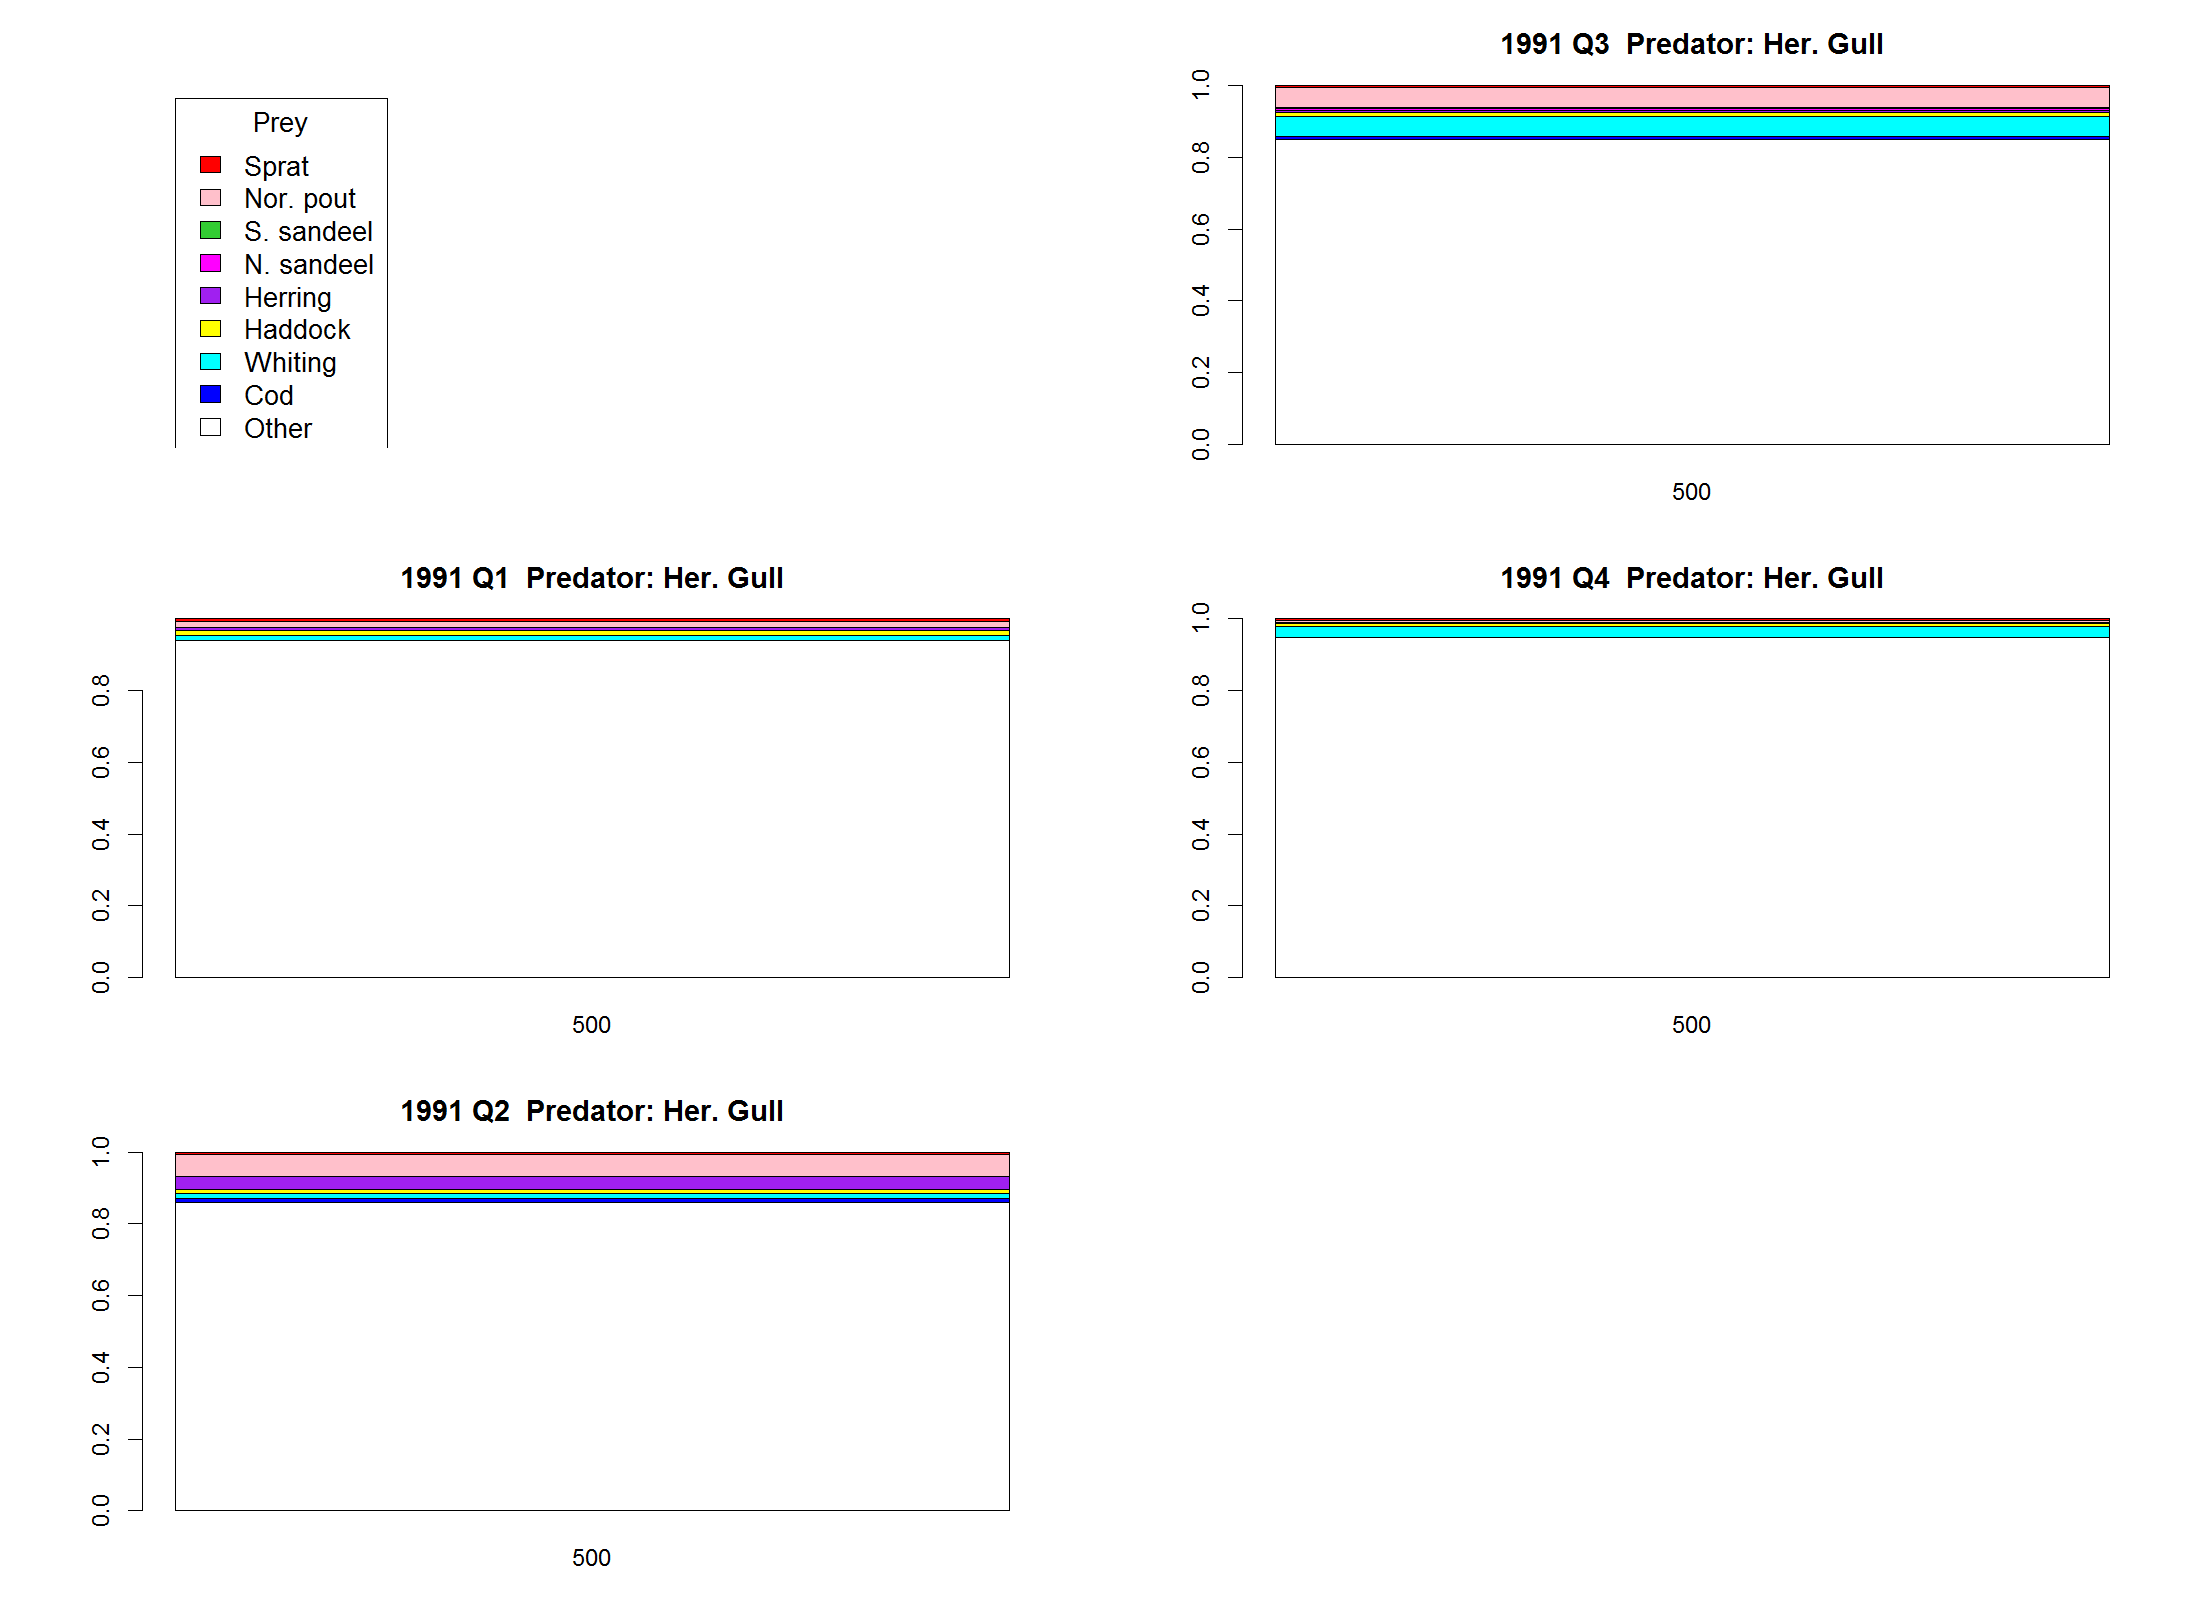 Prey
Sprat
Nor. pout
S. sandeel
N. sandeel
Herring
Haddock
Whiting
Cod
Other
1991 Q3  Predator: Her. Gull
1.0
0.8
0.6
0.4
0.2
0.0
500
1991 Q1  Predator: Her. Gull
0.8
0.6
0.4
0.2
0.0
500
1991 Q4  Predator: Her. Gull
1.0
0.8
0.6
0.4
0.2
0.0
500
1991 Q2  Predator: Her. Gull
1.0
0.8
0.6
0.4
0.2
0.0
500